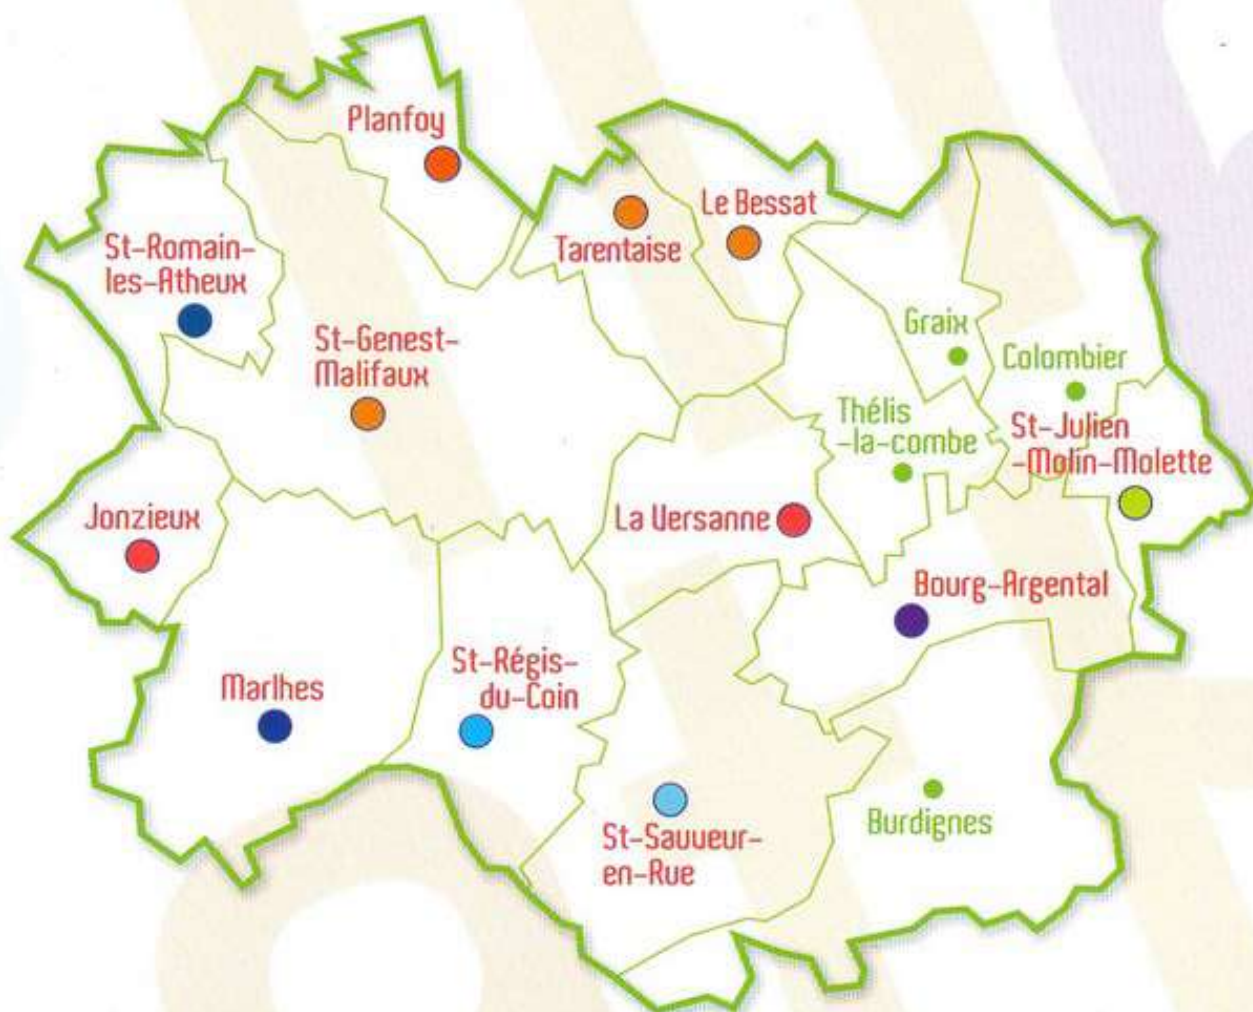 Planfoy
Le Bessat
St-Romain-
les-Atheux
Tarentaise
Graix
St-Genest-
Malifaux
Colombier
Thélis
-la-combe
St-Julien
-Molin-Molette
Jonzieux
La Versanne
Bourg-Argental
St-Régis-
du-Coin
Marlhes
St-Sauveur-
en-Rue
Burdignes